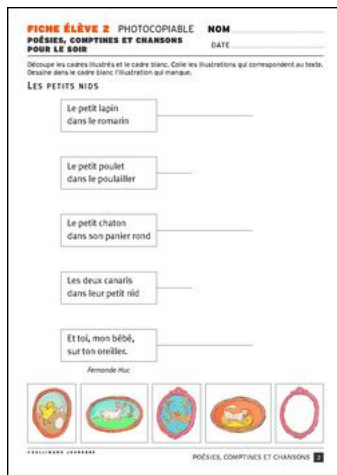 FICHE ÉLÈVE 2 PHOTOCOPIABLE
POÉSIES, COMPTINES ET CHANSONS
POUR LE SOIR
NOM
DATE
Découpe les cadres illustrés et le cadre blanc. Colle les illustrations qui correspondent au texte.
Dessine dans le cadre blanc l'illustration qui manque.
LES PETITS NIDS
Le petit lapin
dans le romarin
Le petit poulet
dans le poulailler
Le petit chaton
dans son panier rond
Les deux canaris
dans leur petit nid
Et toi, mon bébé,
sur ton oreiller.
Fernande Huc
GALLIMARD JEUNESSE
POÉSIES, COMPTINES ET CHANSONS 2